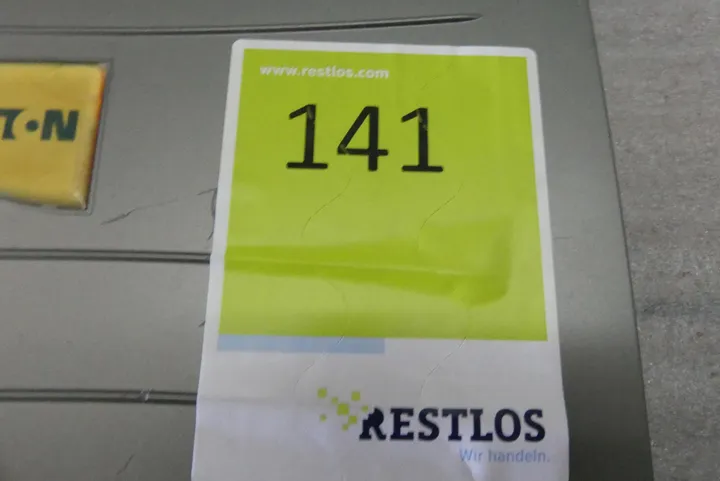 www.restlos.com
141
T•N
RESTLOS
Wir handeln.